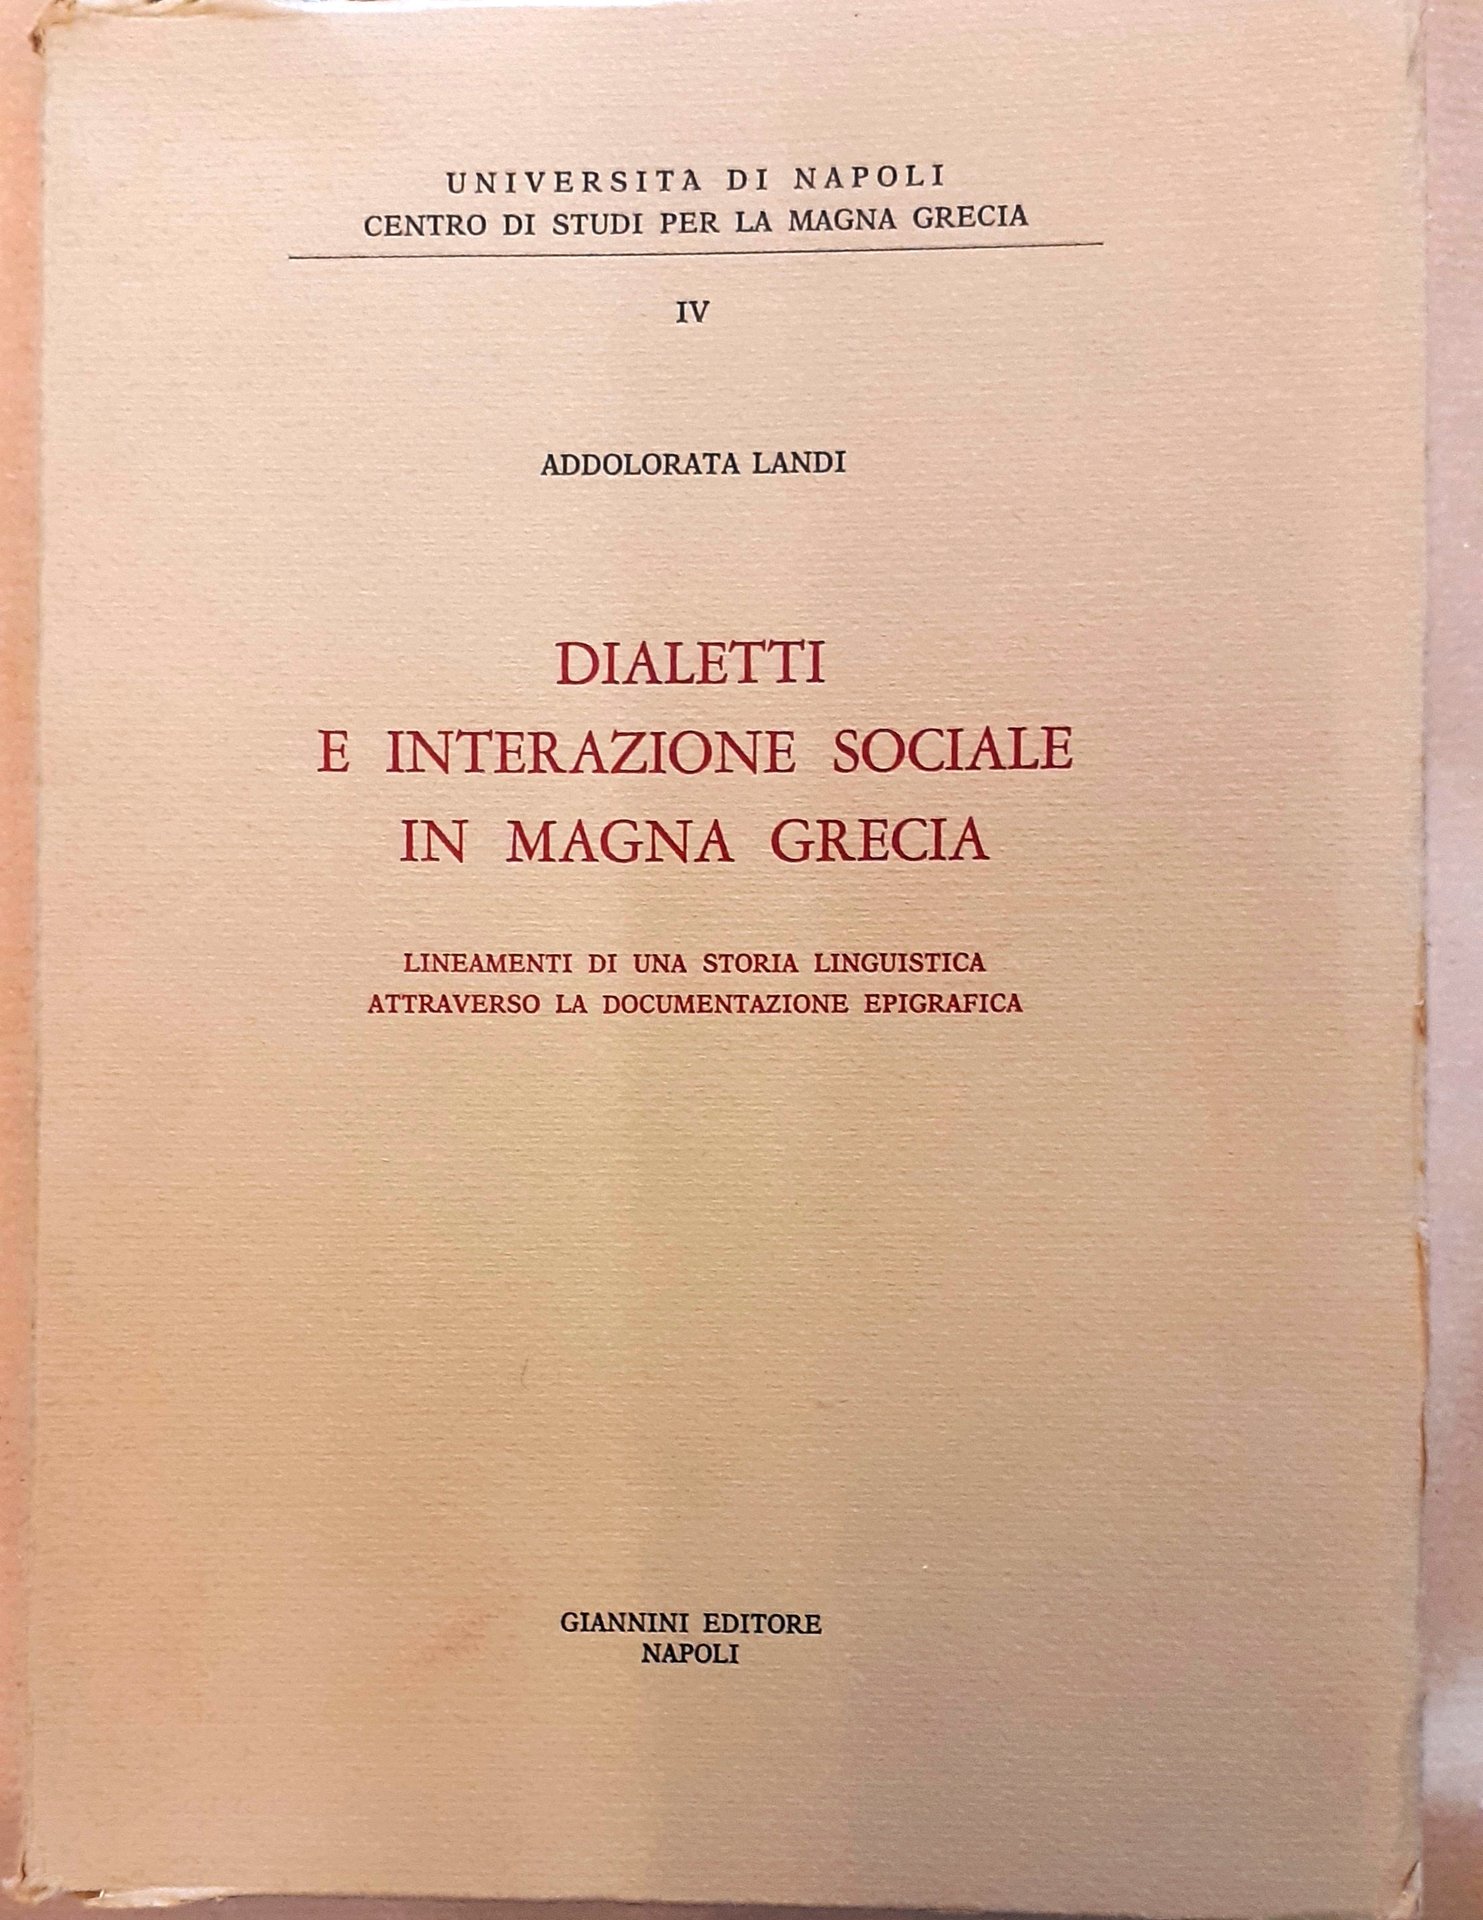 UNIVERSITÀ DI NAPOLI
CENTRO DI STUDI PER LA MAGNA GRECIA
IV
ADDOLORATA LANDI
DIALETTI
E INTERAZIONE SOCIALE
IN MAGNA GRECIA
LINEAMENTI DI UNA STORIA LINGUISTICA
ATTRAVERSO LA DOCUMENTAZIONE EPIGRAFICA
GIANNINI EDITORE
NAPOLI